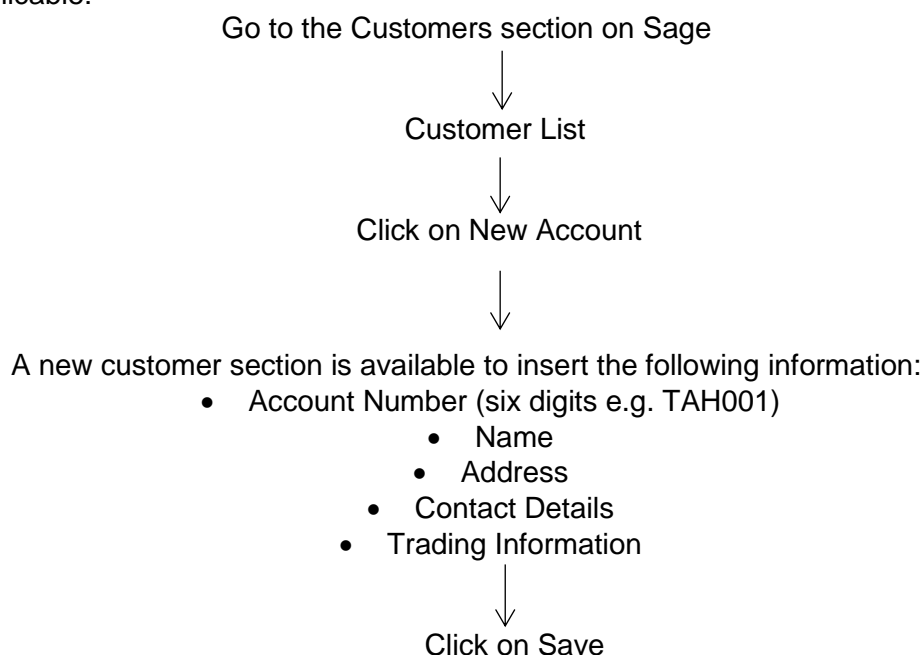 Go to the Customers section on Sage
Customer List
Click on New Account
A new customer section is available to insert the following information:
• Account Number (six digits e.g. TAH001)
• Name
• Address
• Contact Details
• Trading Information
Click on Save